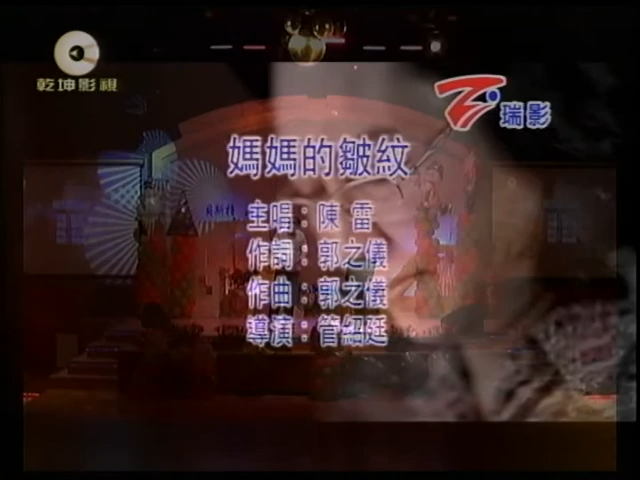 乾坤影視
瑞影
媽媽的皺紋
主唱：陳雷
作詞：郭之儀
作曲：郭之儀
導演：管紹廷